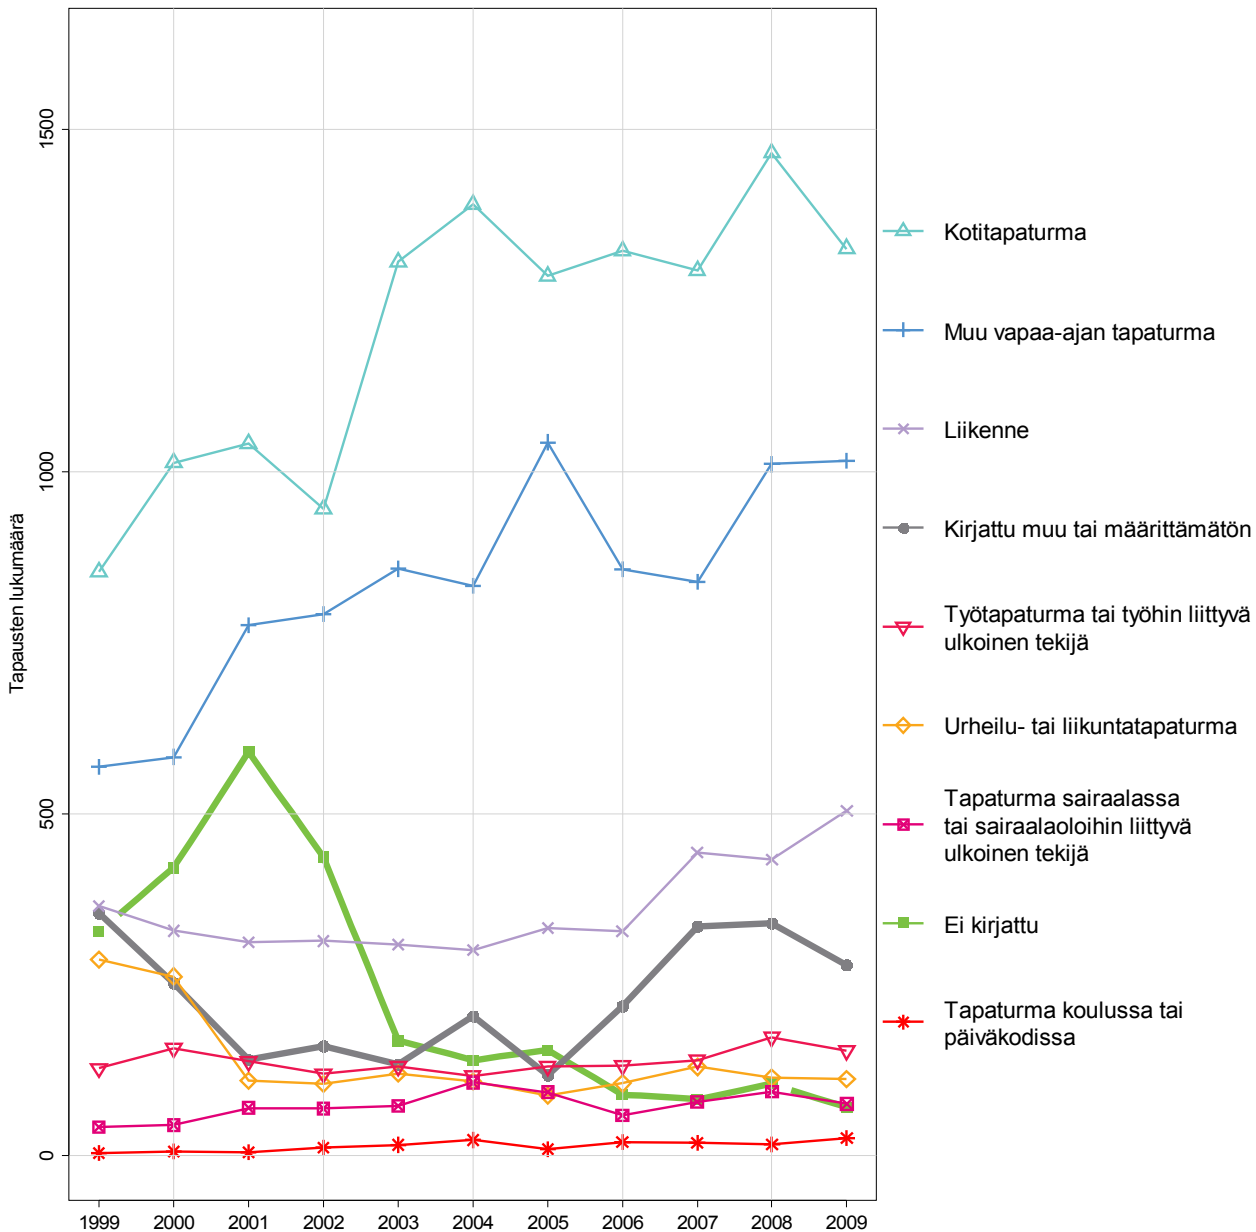 Tapausten lukumäärä
1500
1000
500
0
1999 2000 2001 2002 2003 2004 2005 2006 2007 2008 2009
Kotitapaturma
Muu vapaa-ajan tapaturma
Liikenne
Kirjattu muu tai määrittämätön
Työtapaturma tai työhin liittyvä
ulkoinen tekijä
Urheilu- tai liikuntatapaturma
Tapaturma sairaalassa
tai sairaalaoloihin liittyvä
ulkoinen tekijä
Ei kirjattu
Tapaturma koulussa tai
päiväkodissa